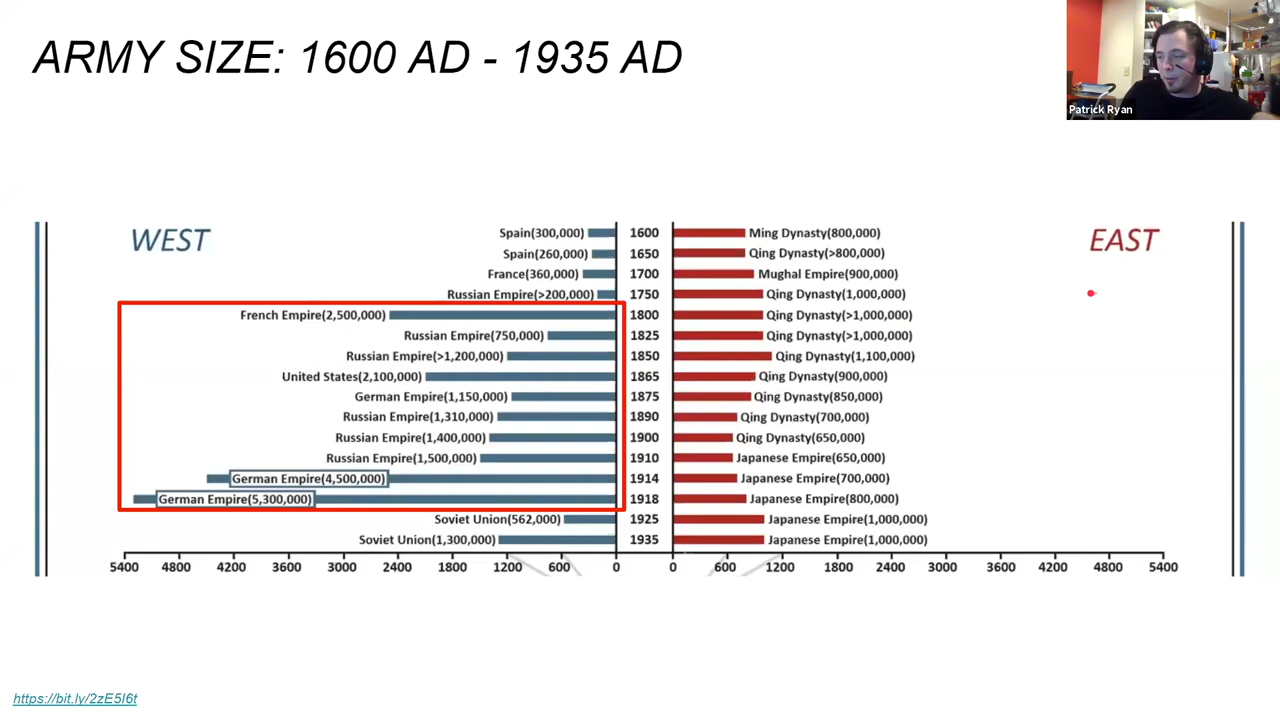 ARMY SIZE: 1600 AD - 1935 AD
Patrick Ryan
WEST
EAST
Spain(300,000) 1600 Ming Dynasty(800,000)
Spain(260,000) 1650 Qing Dynasty(>800,000)
France(360,000) 1700 Mughal Empire(900,000)
Russian Empire(>200,000) 1750 Qing Dynasty(1,000,000)
French Empire(2,500,000) 1800 Qing Dynasty(>1,000,000)
Russian Empire(750,000) 1825 Qing Dynasty(>1,000,000)
Russian Empire(>1,200,000) 1850 Qing Dynasty(1,100,000)
United States(2,100,000) 1865 Qing Dynasty(900,000)
German Empire(1,150,000) 1875 Qing Dynasty(850,000)
Russian Empire(1,310,000) 1890 Qing Dynasty(700,000)
Russian Empire(1,400,000) 1900 Qing Dynasty(650,000)
Russian Empire(1,500,000) 1910 Japanese Empire(650,000)
German Empire(4,500,000) 1914 Japanese Empire(700,000)
German Empire(5,300,000) 1918 Japanese Empire(800,000)
Soviet Union(562,000) 1925 Japanese Empire(1,000,000)
Soviet Union(1,300,000) 1935 Japanese Empire(1,000,000)
5400 4800 4200 3600 3000 2400 1800 1200 600 0 0 600 1200 1800 2400 3000 3600 4200 4800 5400
https://bit.ly/2zE5I6t